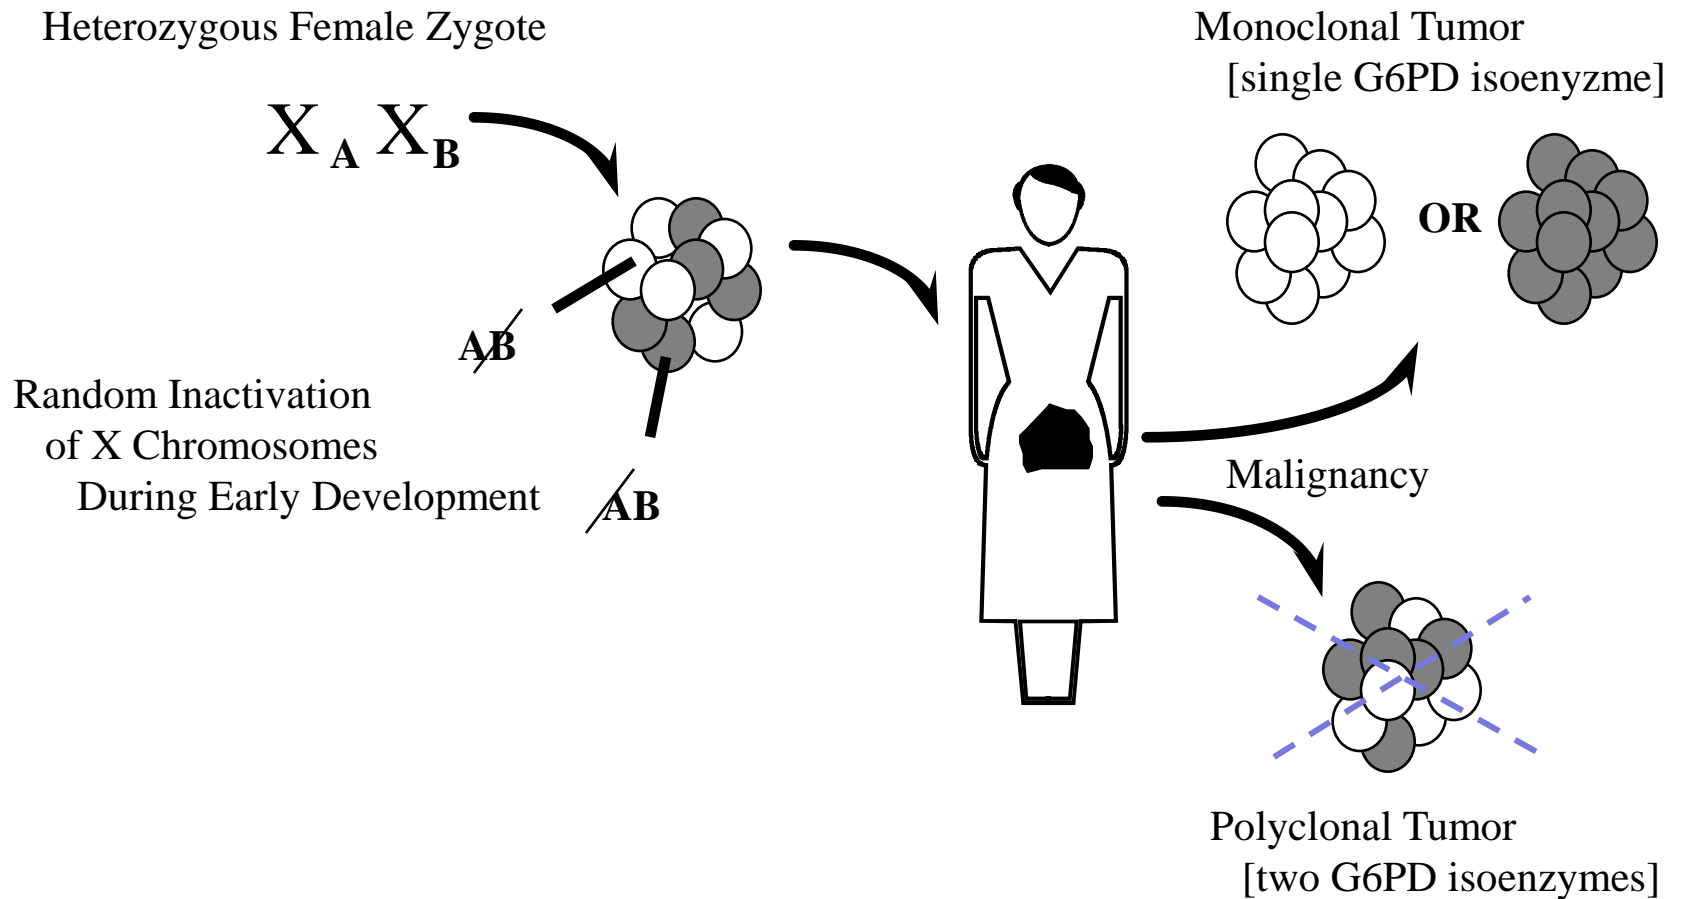 Heterozygous Female Zygote
X A X B
AB
Random Inactivation
of X Chromosomes
During Early Development
AB
Monoclonal Tumor
[single G6PD isoenyzme]
OR
Malignancy
Polyclonal Tumor
[two G6PD isoenzymes]